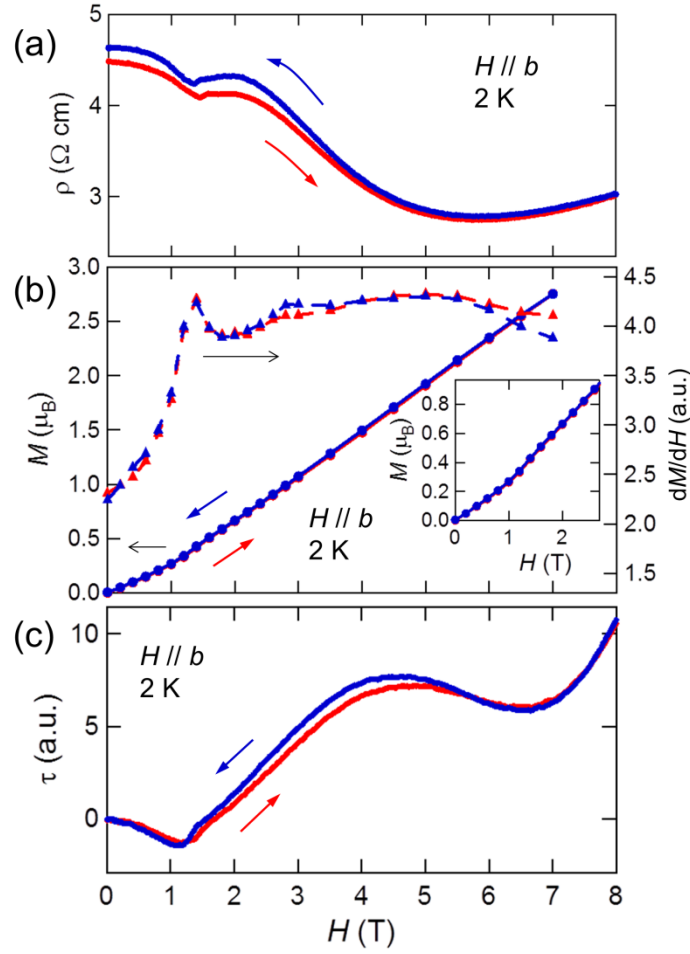 (a)
5
4
3
ρ (Ω cm)
H // b
2 K
(b)
3.0
2.5
2.0
1.5
1.0
0.5
0.0
M (μB)
4.5
4.0
3.5
3.0
2.5
2.0
1.5
dM/dH (a.u.)
H // b
2 K
0.8
0.6
0.4
0.2
0.0
M (μB)
0 1 2
H (T)
(c)
10
5
0
τ (a.u.)
H // b
2 K
0 1 2 3 4 5 6 7 8
H (T)